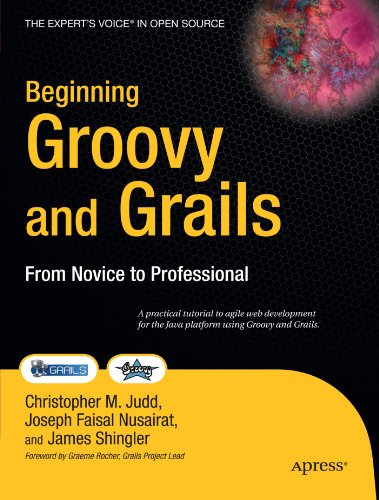 THE EXPERT'S VOICE® IN OPEN SOURCE
Beginning
Groovy
and Grails
From Novice to Professional
A practical tutorial to agile web development
for the Java platform using Groovy and Grails.
GRAILS
Groovy
Christopher M. Judd,
Joseph Faisal Nusairat,
and James Shingler
Foreword by Graeme Rocher, Grails Project Lead
Apress®